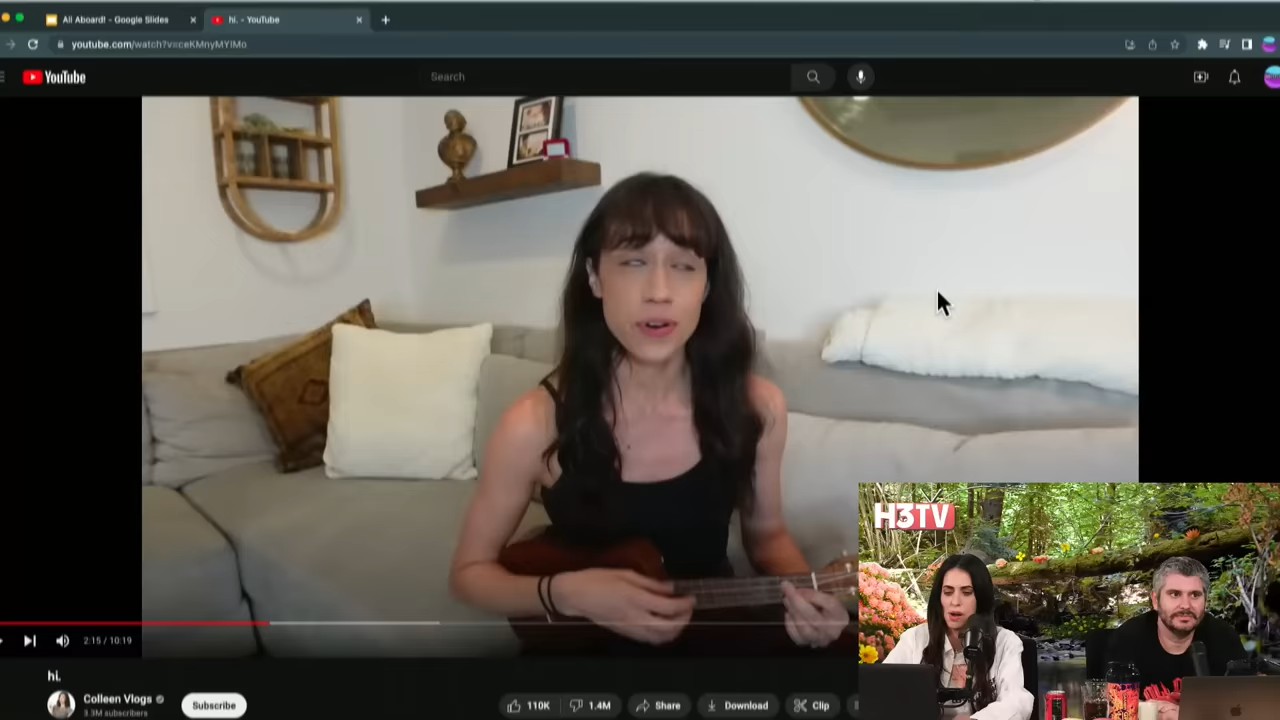 All Aboard! - Google Slides
hi. - YouTube
youtube.com/watch?v=ceKMnyMYIMo
YouTube
Search
H3TV
2:15 / 10:19
hi.
Colleen Vlogs
3.3M subscribers
Subscribe
110K
1.4M
Share
Download
Clip